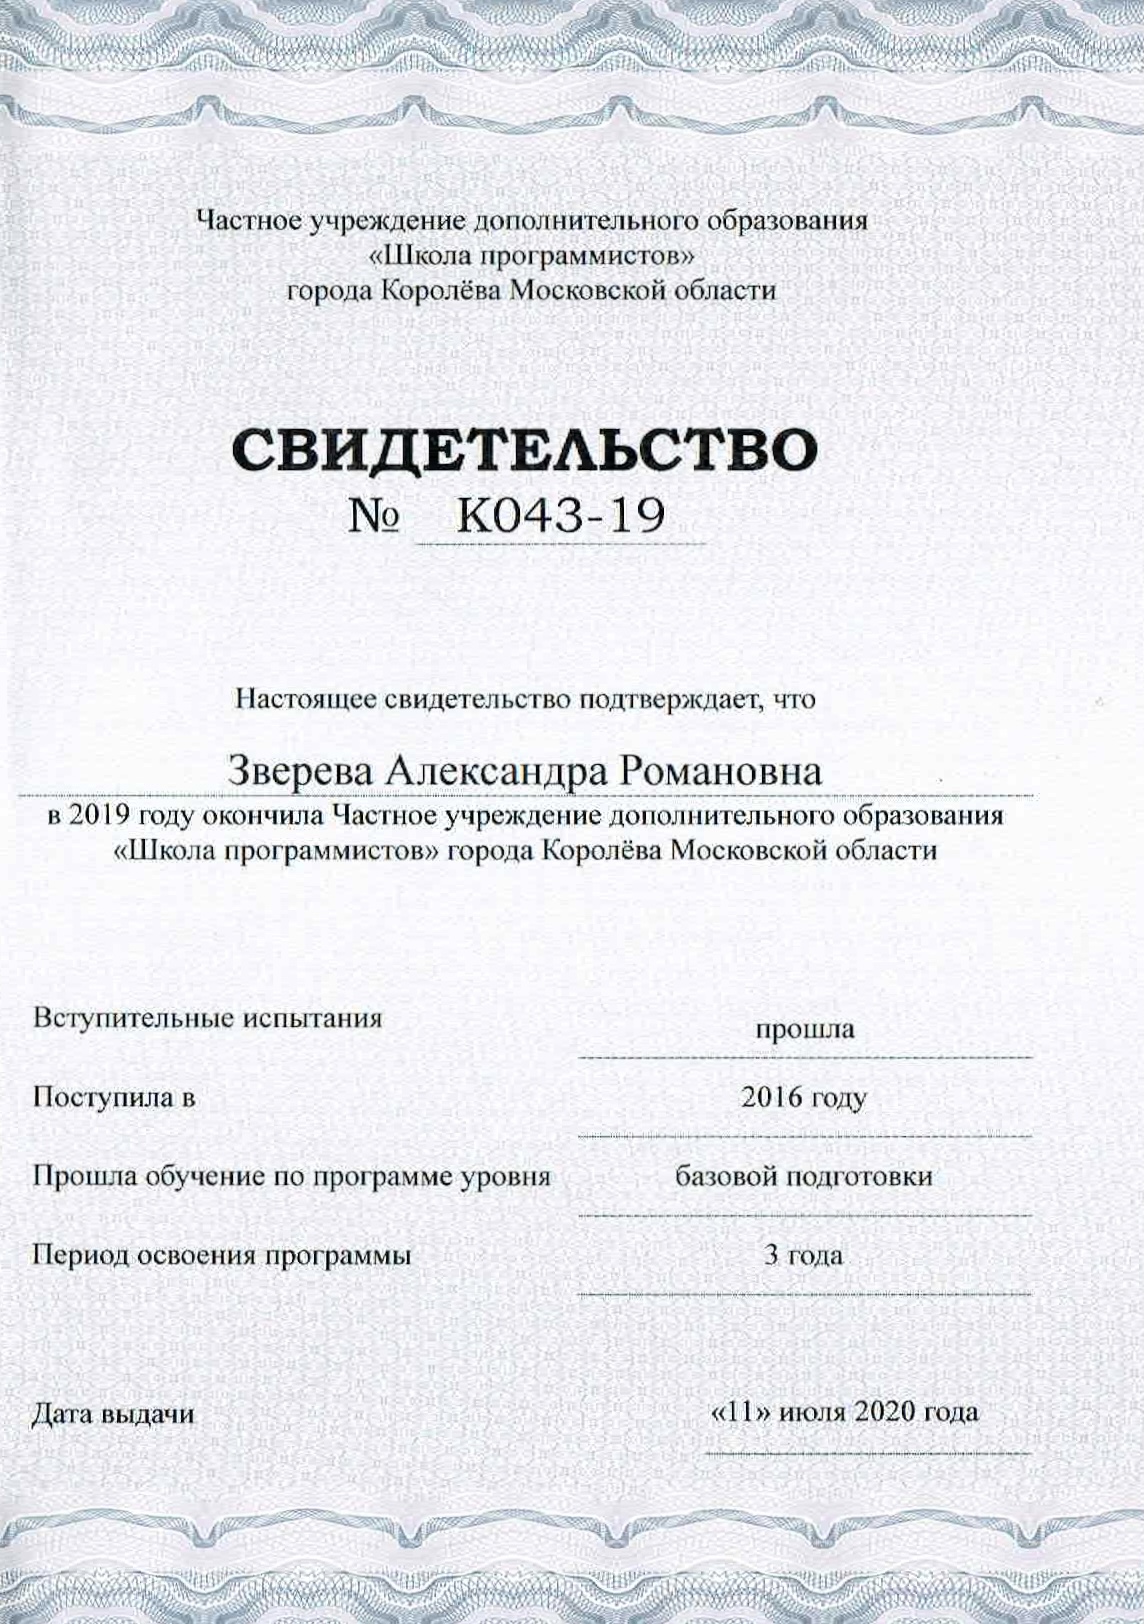 Частное учреждение дополнительного образования
«Школа программистов»
города Королёва Московской области
СВИДЕТЕЛЬСТВО
№ К043-19
Настоящее свидетельство подтверждает, что
Зверева Александра Романовна
в 2019 году окончила Частное учреждение дополнительного образования
«Школа программистов» города Королёва Московской области
Вступительные испытания прошла
Поступила в 2016 году
Прошла обучение по программе уровня базовой подготовки
Период освоения программы 3 года
Дата выдачи «11» июля 2020 года